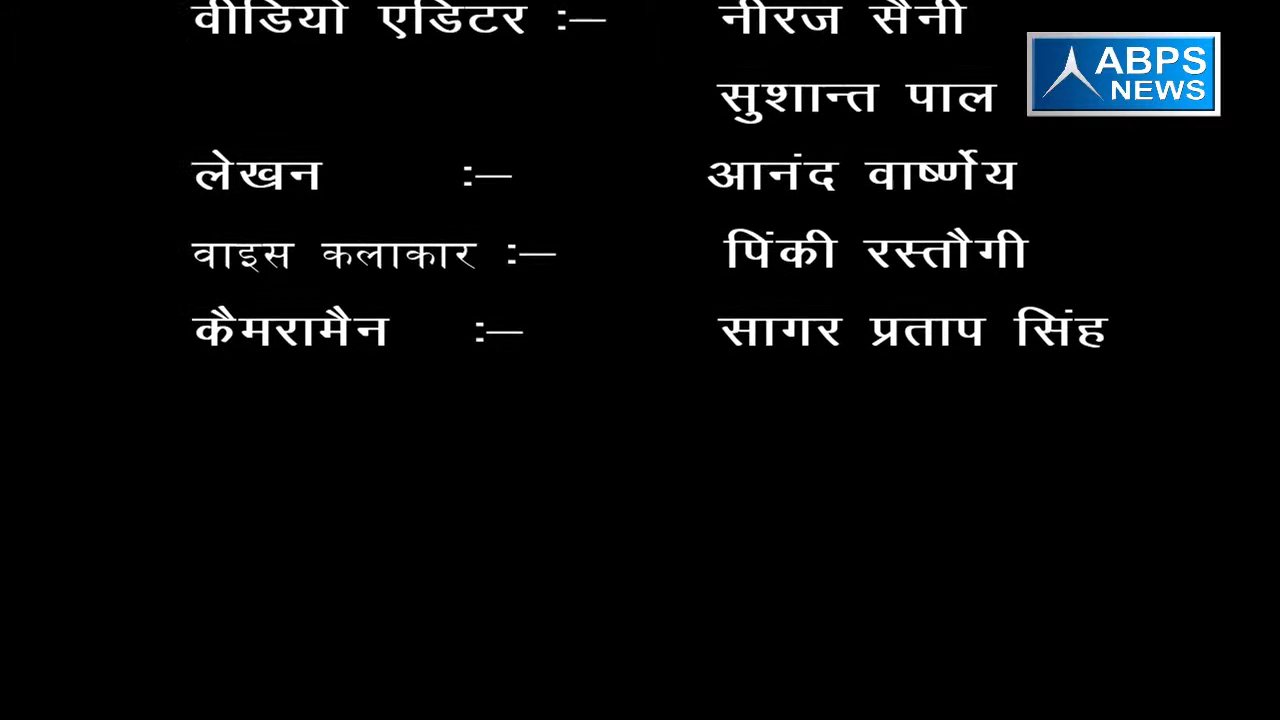 वीडियो एडिटर :— नीरज सैनी
ABPS
NEWS
सुशान्त पाल
लेखन :— आनंद वार्ष्णेय
वाइस कलाकार :— पिंकी रस्तौगी
कैमरामैन :— सागर प्रताप सिंह